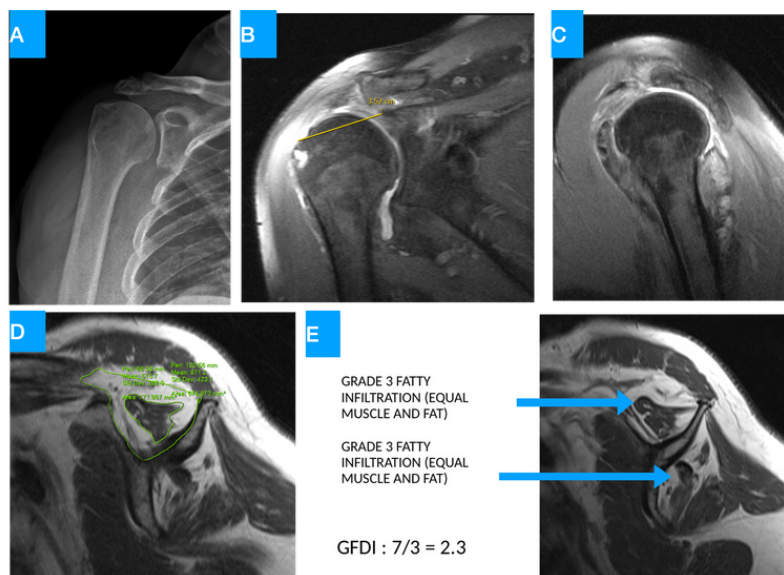 A
B
C
D
E
GRADE 3 FATTY
INFILTRATION (EQUAL
MUSCLE AND FAT)
GRADE 3 FATTY
INFILTRATION (EQUAL
MUSCLE AND FAT)
GFDI : 7/3 = 2.3